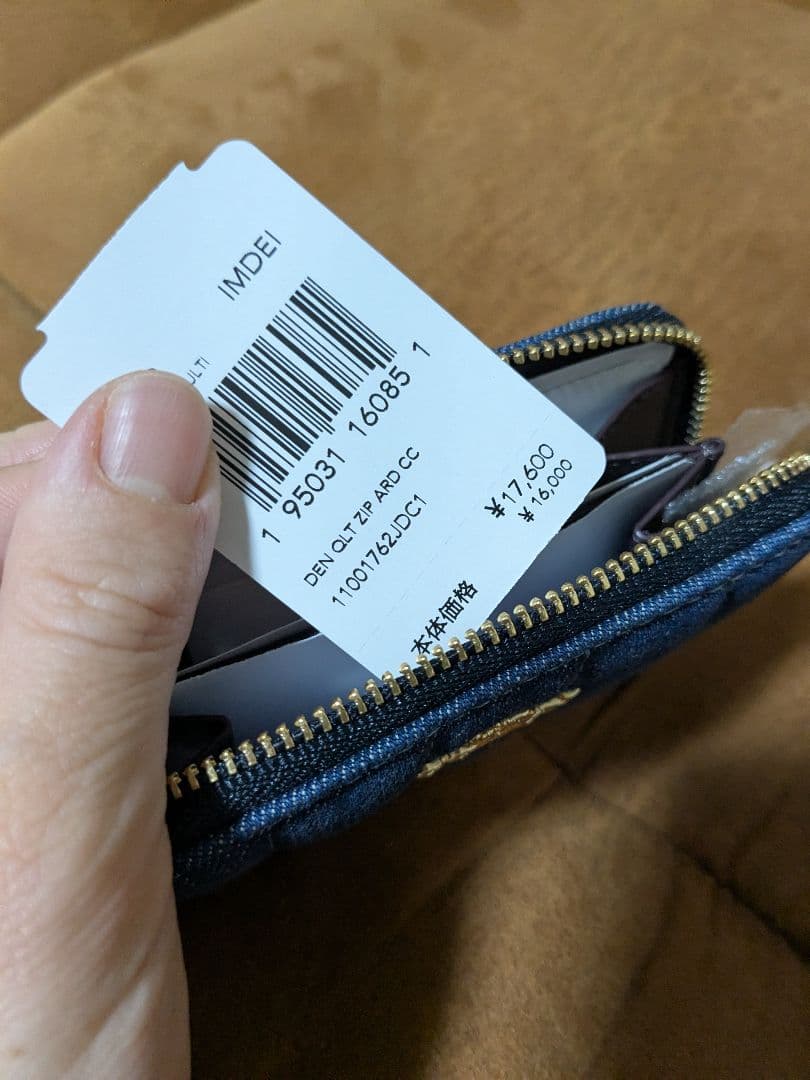 IMDEI
ULTI
1 95031 16085 1
DEN QLT ZIP ARD CC
11001762JDC1
¥17,600
¥16,000
本体価格